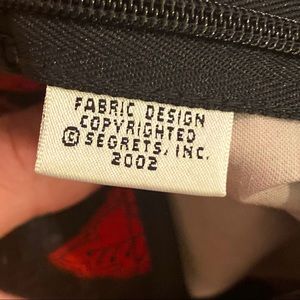 FABRIC DESIGN
COPYRIGHTED
© SEGRETS, INC.
2002